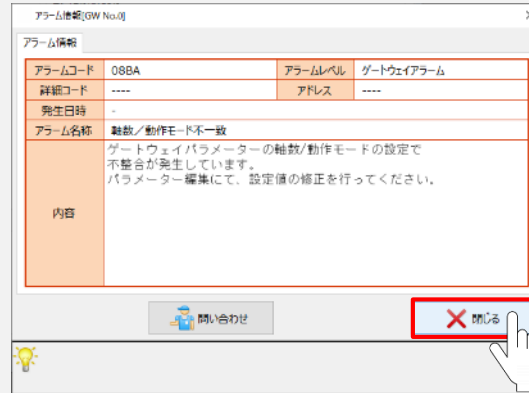 アラーム情報[GW No.0]
アラーム情報
アラームコード 08BA アラームレベル ゲートウェイアラーム
詳細コード ---- アドレス ----
発生日時 -
アラーム名称 軸数／動作モード不一致
内容
ゲートウェイパラメーターの軸数/動作モードの設定で
不整合が発生しています。
パラメーター編集にて、設定値の修正を行ってください。
問い合わせ
閉じる